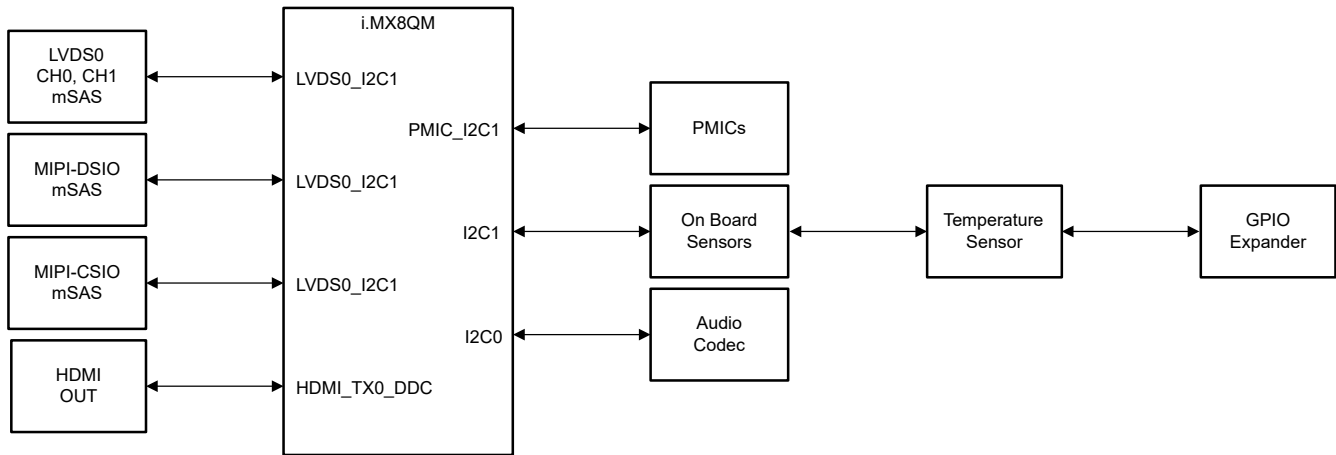 i.MX8QM
LVDS0
CH0, CH1
mSAS
LVDS0_I2C1
MIPI-DSIO
mSAS
LVDS0_I2C1
MIPI-CSIO
mSAS
LVDS0_I2C1
HDMI
OUT
HDMI_TX0_DDC
PMIC_I2C1
PMICs
I2C1
On Board
Sensors
Temperature
Sensor
GPIO
Expander
I2C0
Audio
Codec